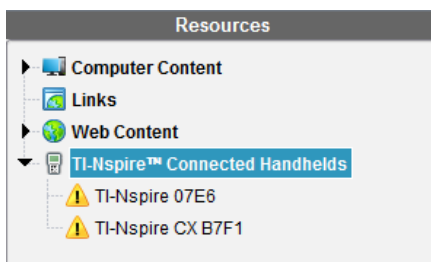 Resources
Computer Content
Links
Web Content
TI-Nspire™ Connected Handhelds
TI-Nspire 07E6
TI-Nspire CX B7F1